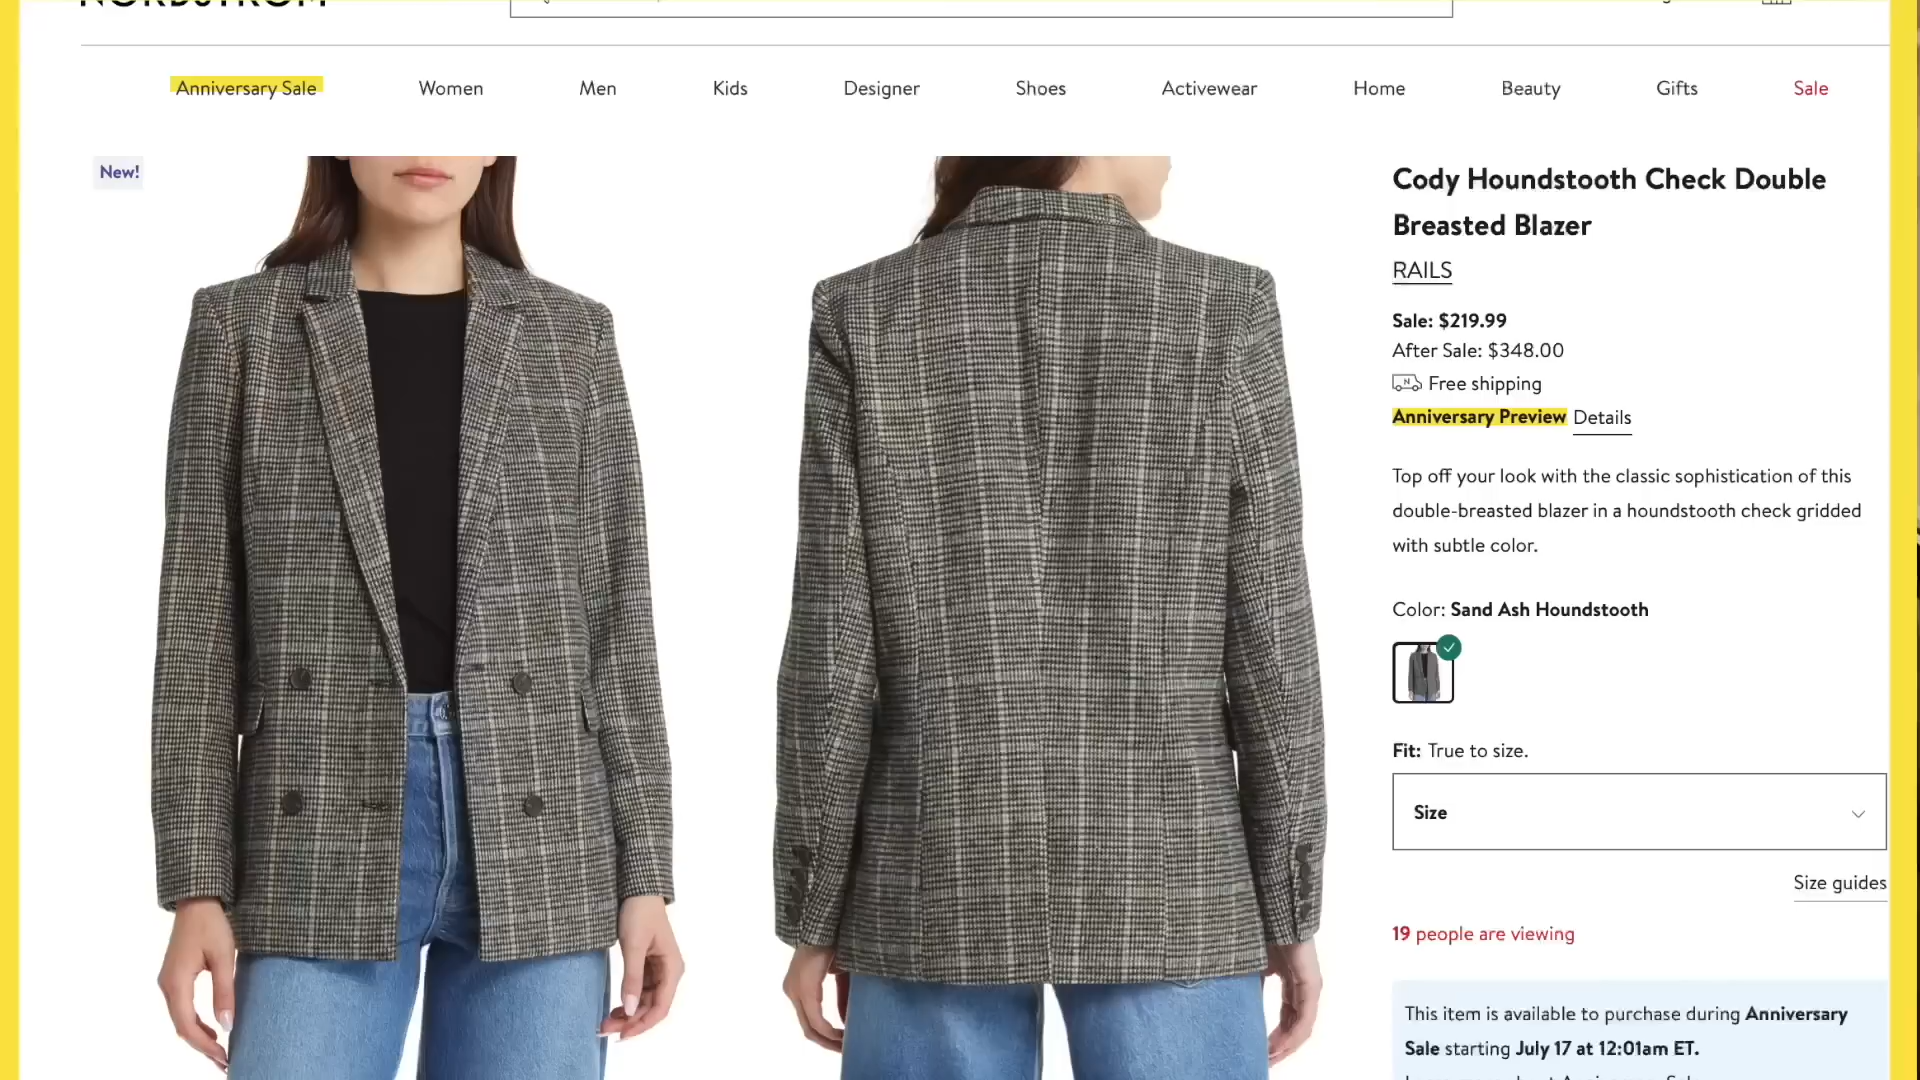 NORDSTROM
Anniversary Sale
Women
Men
Kids
Designer
Shoes
Activewear
Home
Beauty
Gifts
Sale
New!
Cody Houndstooth Check Double
Breasted Blazer
RAILS
Sale: $219.99
After Sale: $348.00
Free shipping
Anniversary Preview Details
Top off your look with the classic sophistication of this
double-breasted blazer in a houndstooth check gridded
with subtle color.
Color: Sand Ash Houndstooth
Fit: True to size.
Size
Size guides
19 people are viewing
This item is available to purchase during Anniversary
Sale starting July 17 at 12:01am ET.